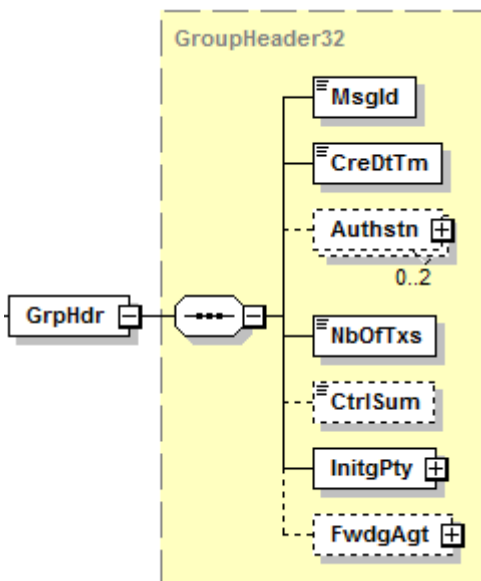 GroupHeader32
MsgId
CreDtTm
Authstn
0..2
GrpHdr
NbOfTxs
CtrlSum
InitgPty
FwdgAgt